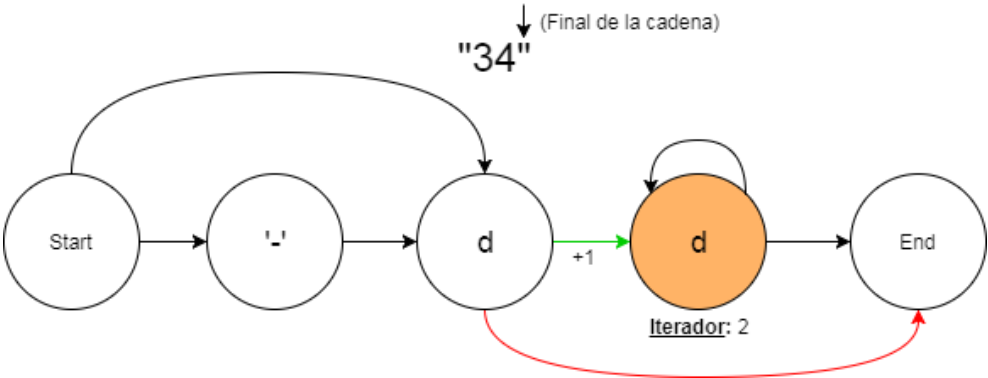 (Final de la cadena)
"34"
Start
'-'
d
+1
d
End
Iterador: 2